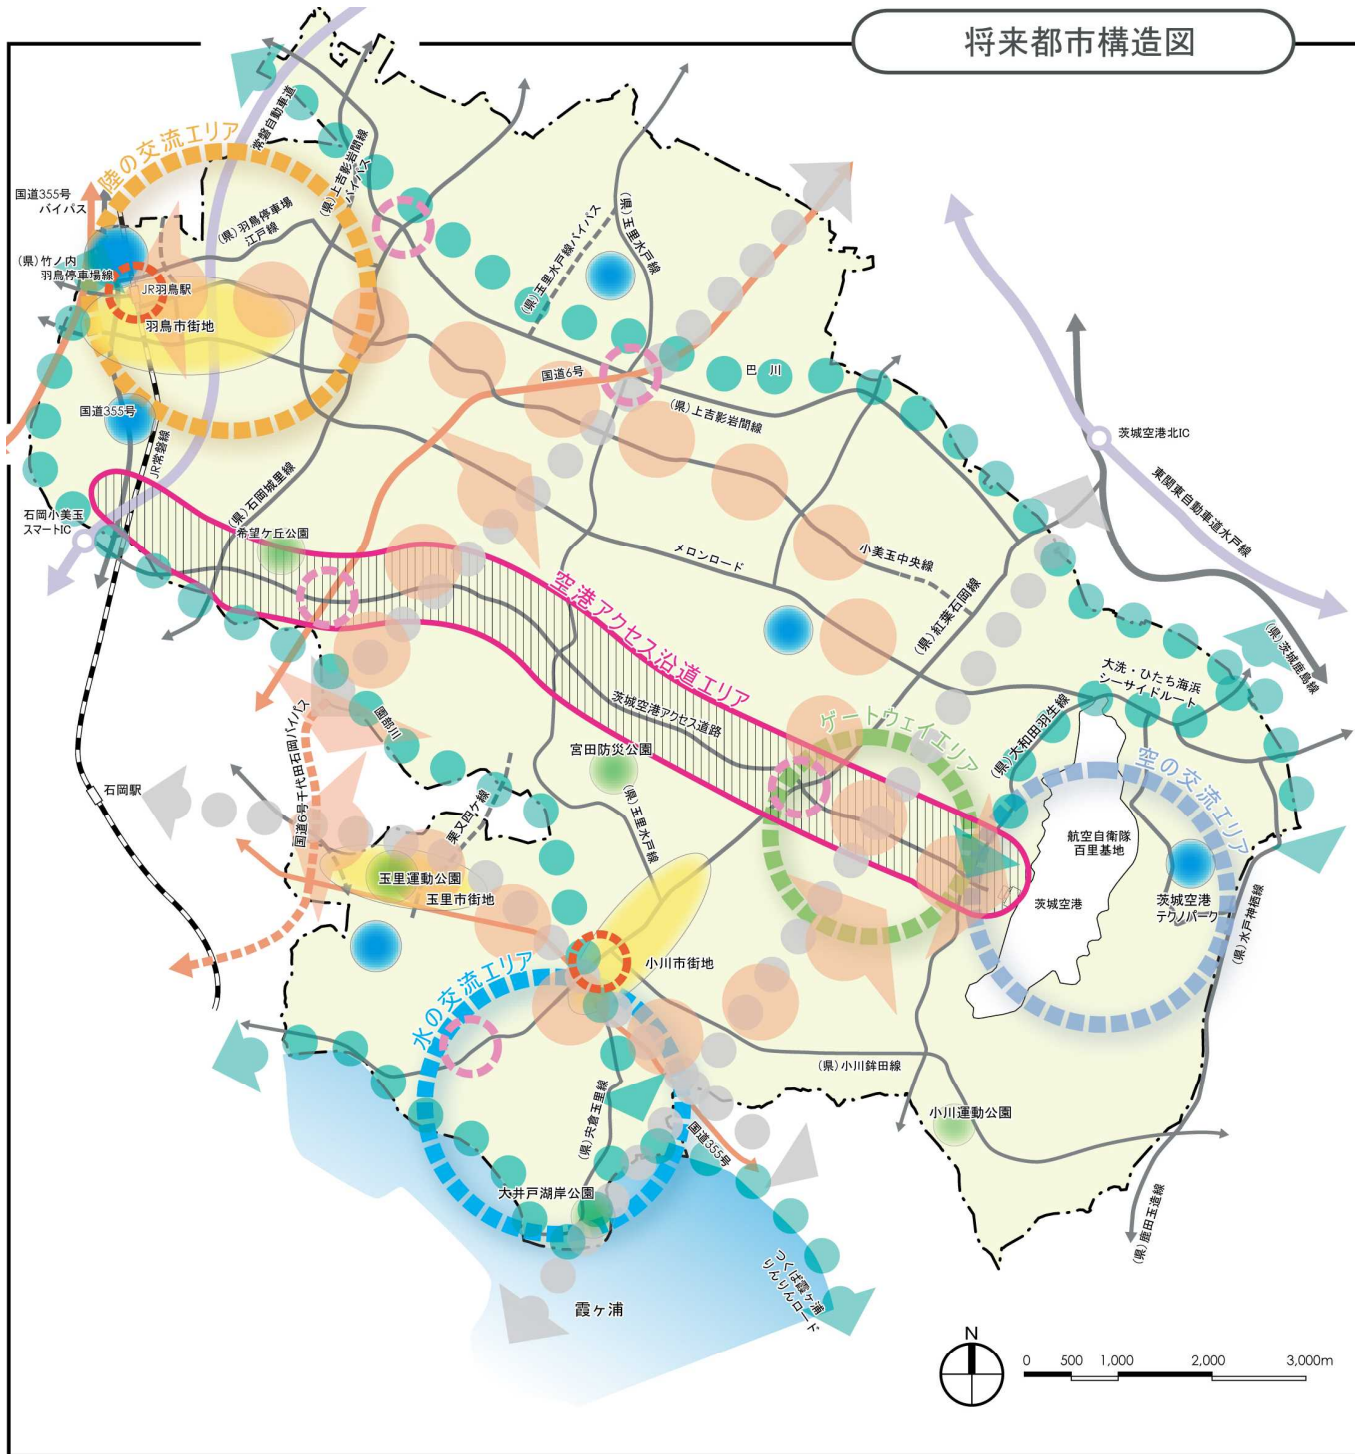 将来都市構造図
常磐自動車道
(県)上吉影岩間線
バイパス
陸の交流エリア
国道355号
バイパス
(県)羽鳥停車場
江戸線
(県)竹ノ内
羽鳥停車場線
JR羽鳥駅
羽鳥市街地
(県)玉里水戸線バイパス
(県)玉里水戸線
国道6号
巴川
(県)上吉影岩間線
国道355号
JR常磐線
(県)石岡城里線
茨城空港北IC
東関東自動車道水戸線
石岡小美玉
スマートIC
希望ケ丘公園
メロンロード
小美玉中央線
空港アクセス沿道エリア
(県)紅葉石岡線
(県)茨城鹿島線
大洗・ひたち海浜
シーサイドルート
茨城空港アクセス道路
園部川
国道6号千代田石岡バイパス
ゲートウェイエリア
(県)大和田羽生線
宮田防災公園
空の交流エリア
石岡駅
(県)玉里水戸線
栗又四ケ線
航空自衛隊
百里基地
玉里運動公園
玉里市街地
茨城空港
茨城空港
テクノパーク
(県)水戸神栖線
水の交流エリア
小川市街地
(県)小川鉾田線
(県)宍倉玉里線
小川運動公園
国道355号
大井戸湖岸公園
(県)鹿田玉造線
つくば霞ヶ浦
りんりんロード
霞ヶ浦
N
0 500 1,000 2,000 3,000m